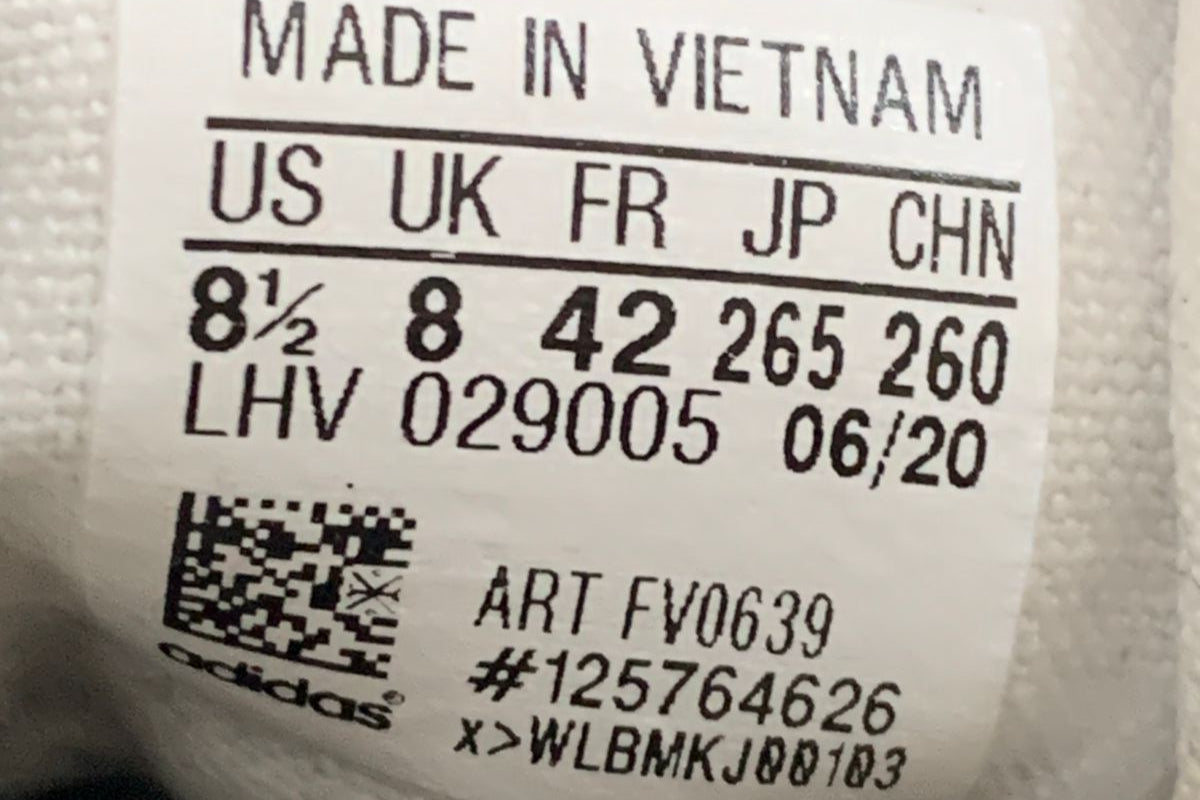 MADE IN VIETNAM
US UK FR JP CHN
8½ 8 42 265 260
LHV 029005 06/20
ART FV0639
#125764626
x>WLBMKJ00103
adidas®